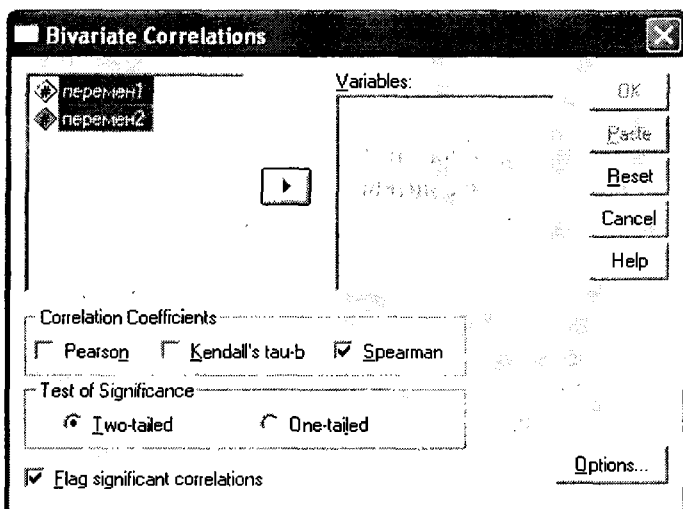 Bivariate Correlations
перемен1
перемен2
Variables:
OK
Paste
Reset
Cancel
Help
Correlation Coefficients
Pearson
Kendall's tau-b
Spearman
Test of Significance
Two-tailed
One-tailed
Flag significant correlations
Options...